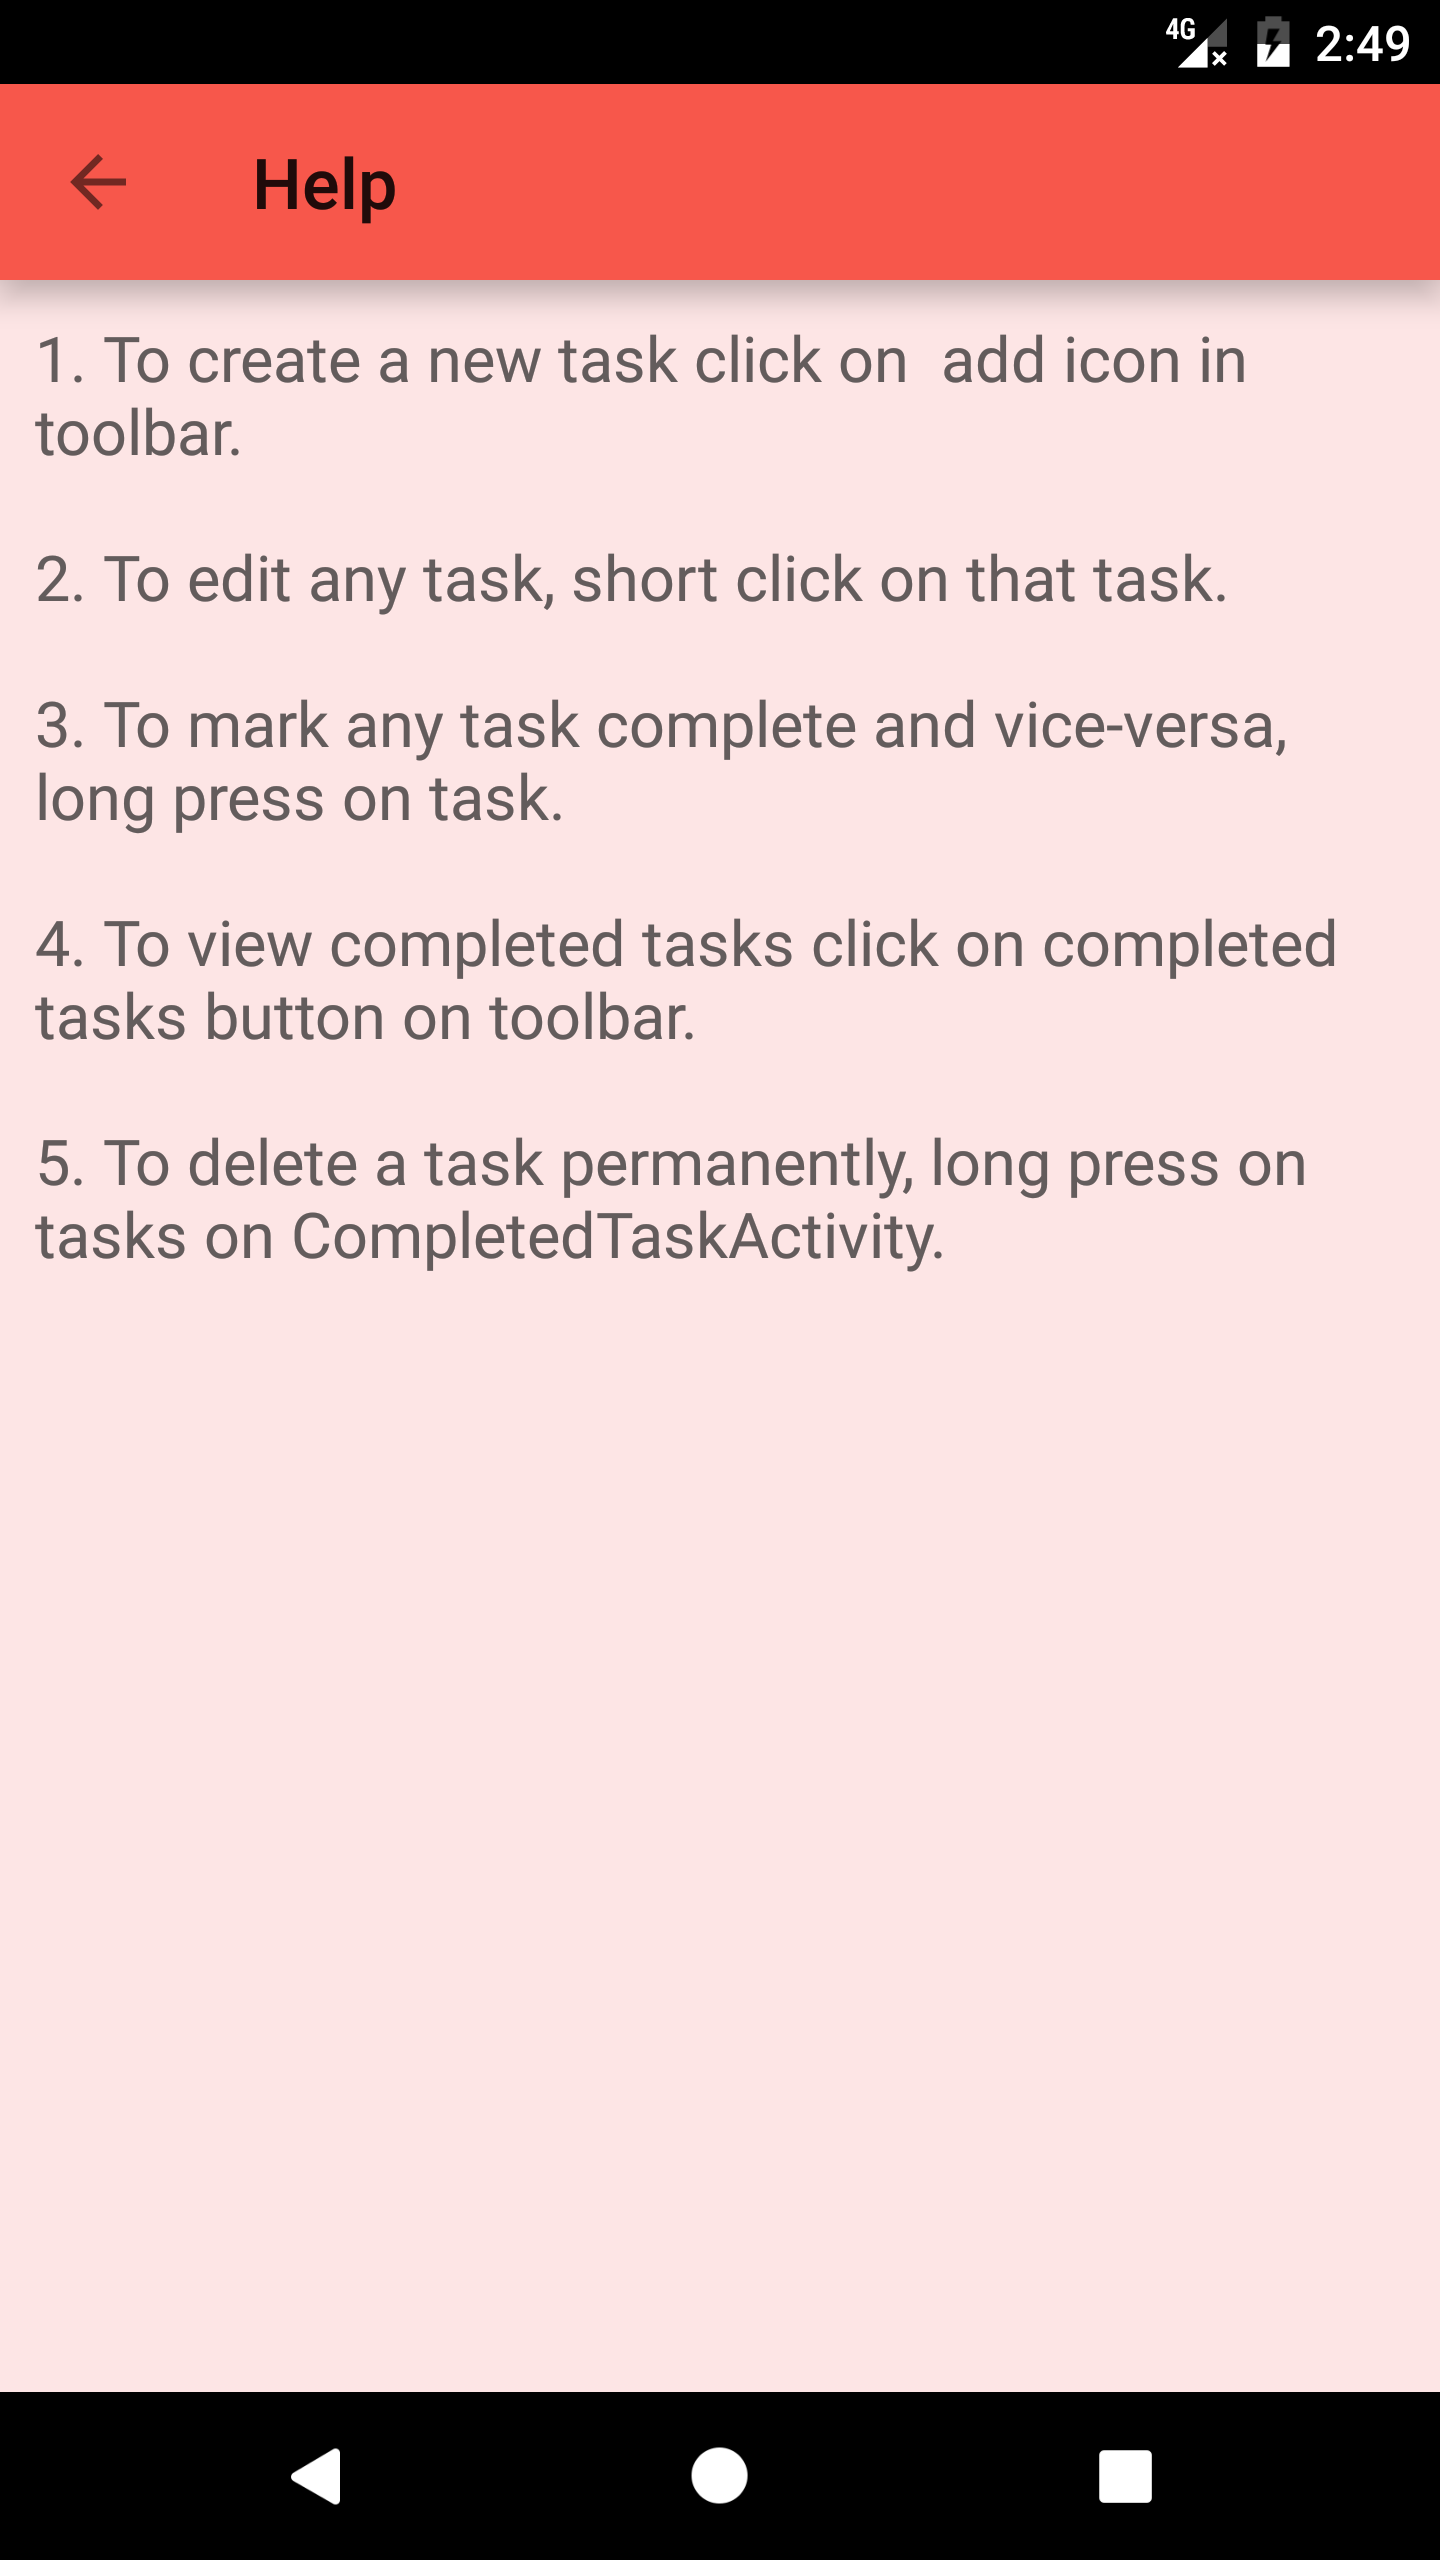 4G 2:49
Help
1. To create a new task click on  add icon in
toolbar.
2. To edit any task, short click on that task.
3. To mark any task complete and vice-versa,
long press on task.
4. To view completed tasks click on completed
tasks button on toolbar.
5. To delete a task permanently, long press on
tasks on CompletedTaskActivity.